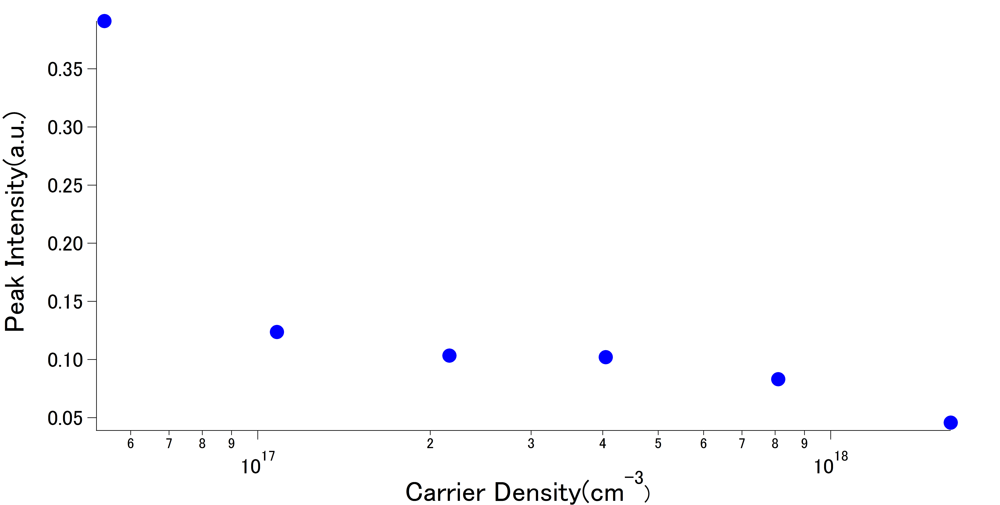 Peak Intensity(a.u.)
0.35
0.30
0.25
0.20
0.15
0.10
0.05
6 7 8 9 2 3 4 5 6 7 8 9
10^17 10^18
Carrier Density(cm^-3)